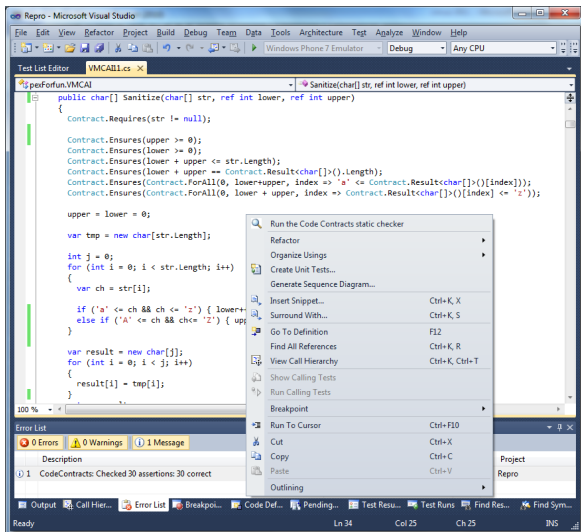 Repro - Microsoft Visual Studio
File Edit View Refactor Project Build Debug Team Data Tools Architecture Test Analyze Window Help
Windows Phone 7 Emulator Debug Any CPU
Test List Editor VMCAI1.cs
pexForfun.VMCAI Sanitize(char[] str, ref int lower, ref int upper)
public char[] Sanitize(char[] str, ref int lower, ref int upper)
{
Contract.Requires(str != null);
Contract.Ensures(upper >= 0);
Contract.Ensures(lower >= 0);
Contract.Ensures(lower + upper <= str.Length);
Contract.Ensures(lower + upper == Contract.Result<char[]>().Length);
Contract.Ensures(Contract.ForAll(0, lower+upper, index => 'a' <= Contract.Result<char[]>()[index]));
Contract.Ensures(Contract.ForAll(0, lower + upper, index => Contract.Result<char[]>()[index] <= 'z'));
upper = lower = 0;
var tmp = new char[str.Length];
int j = 0;
for (int i = 0; i < str.Length; i++)
{
var ch = str[i];
if ('a' <= ch && ch <= 'z') { lower+
else if ('A' <= ch && ch<= 'Z') { upp
}
var result = new char[j];
for (int i = 0; i < j; i++)
{
result[i] = tmp[i];
}
100 %
Run the Code Contracts static checker
Refactor
Organize Usings
Create Unit Tests...
Generate Sequence Diagram...
Insert Snippet... Ctrl+K, X
Surround With... Ctrl+K, S
Go To Definition F12
Find All References Ctrl+K, R
View Call Hierarchy Ctrl+K, Ctrl+T
Show Calling Tests
Run Calling Tests
Breakpoint
Run To Cursor Ctrl+F10
Cut Ctrl+X
Copy Ctrl+C
Paste Ctrl+V
Outlining
Error List
0 Errors 0 Warnings 1 Message
Description Project
1 CodeContracts: Checked 30 assertions: 30 correct Repro
Output Call Hier... Error List Breakpoi... Code Def... Pending... Test Resu... Test Runs Find Res... Find Sym...
Ready Ln 34 Col 25 Ch 25 INS